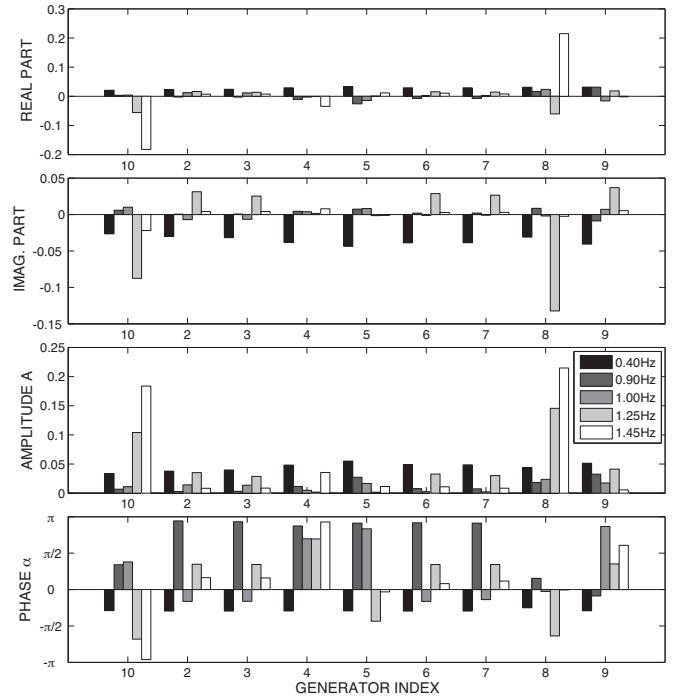 0.3
0.2
0.1
0
-0.1
-0.2
REAL PART
10 2 3 4 5 6 7 8 9
0.05
0
-0.05
-0.1
-0.15
IMAG. PART
10 2 3 4 5 6 7 8 9
0.25
0.2
0.15
0.1
0.05
0
AMPLITUDE A
0.40Hz
0.90Hz
1.00Hz
1.25Hz
1.45Hz
10 2 3 4 5 6 7 8 9
π
π/2
0
-π/2
-π
PHASE α
10 2 3 4 5 6 7 8 9
GENERATOR INDEX